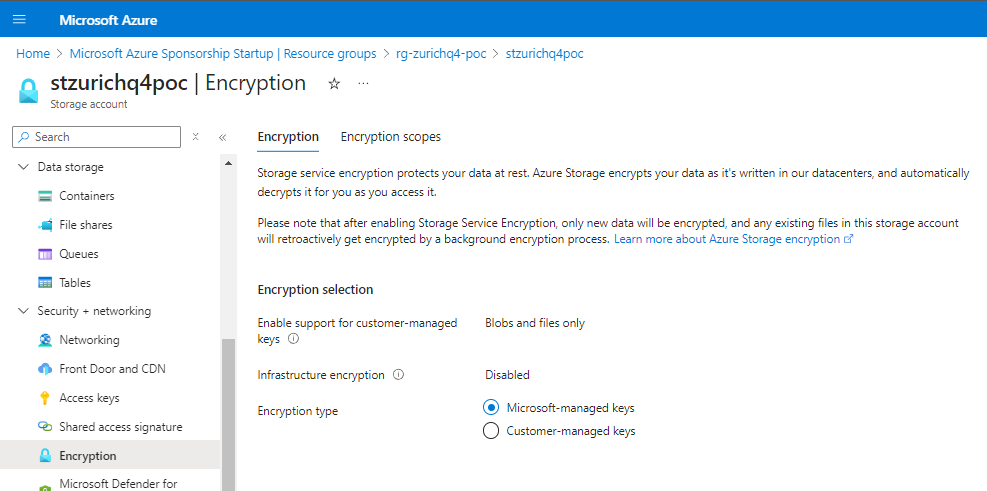 Microsoft Azure
Home > Microsoft Azure Sponsorship Startup | Resource groups > rg-zurichq4-poc > stzurichq4poc
stzurichq4poc | Encryption
Storage account
Search
Data storage
Containers
File shares
Queues
Tables
Security + networking
Networking
Front Door and CDN
Access keys
Shared access signature
Encryption
Microsoft Defender for
Encryption Encryption scopes
Storage service encryption protects your data at rest. Azure Storage encrypts your data as it's written in our datacenters, and automatically
decrypts it for you as you access it.
Please note that after enabling Storage Service Encryption, only new data will be encrypted, and any existing files in this storage account
will retroactively get encrypted by a background encryption process. Learn more about Azure Storage encryption
Encryption selection
Enable support for customer-managed
keys
Blobs and files only
Infrastructure encryption
Disabled
Encryption type
Microsoft-managed keys
Customer-managed keys